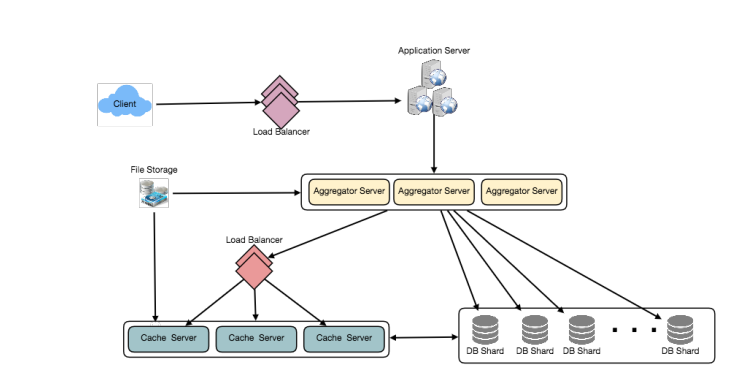 Application Server
Client
Load Balancer
File Storage
Aggregator Server
Aggregator Server
Aggregator Server
Load Balancer
Cache Server
Cache Server
Cache Server
DB Shard
DB Shard
DB Shard
DB Shard